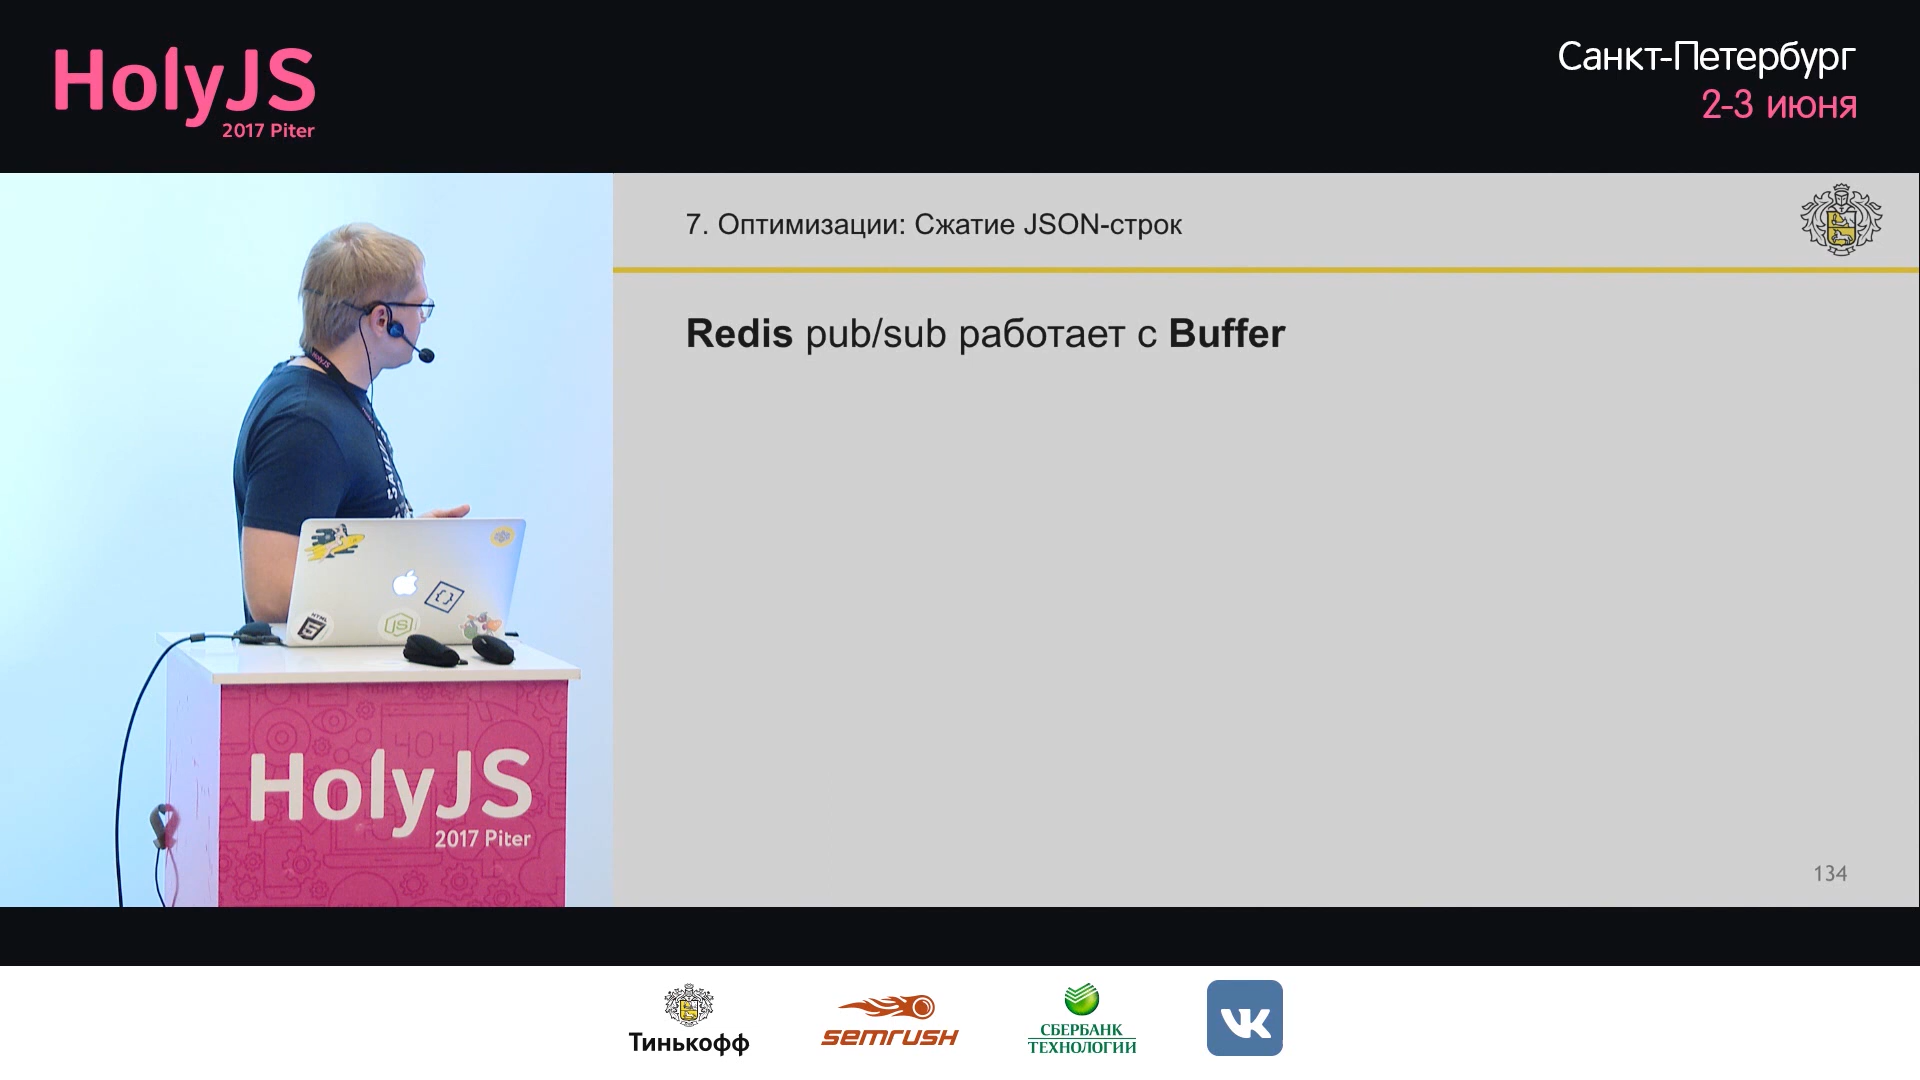 HolyJS
2017 Piter
Санкт-Петербург
2-3 июня
7. Оптимизации: Сжатие JSON-строк
Redis pub/sub работает с Buffer
134
HolyJS
2017 Piter
Тинькофф
semrush
СБЕРБАНК
ТЕХНОЛОГИИ